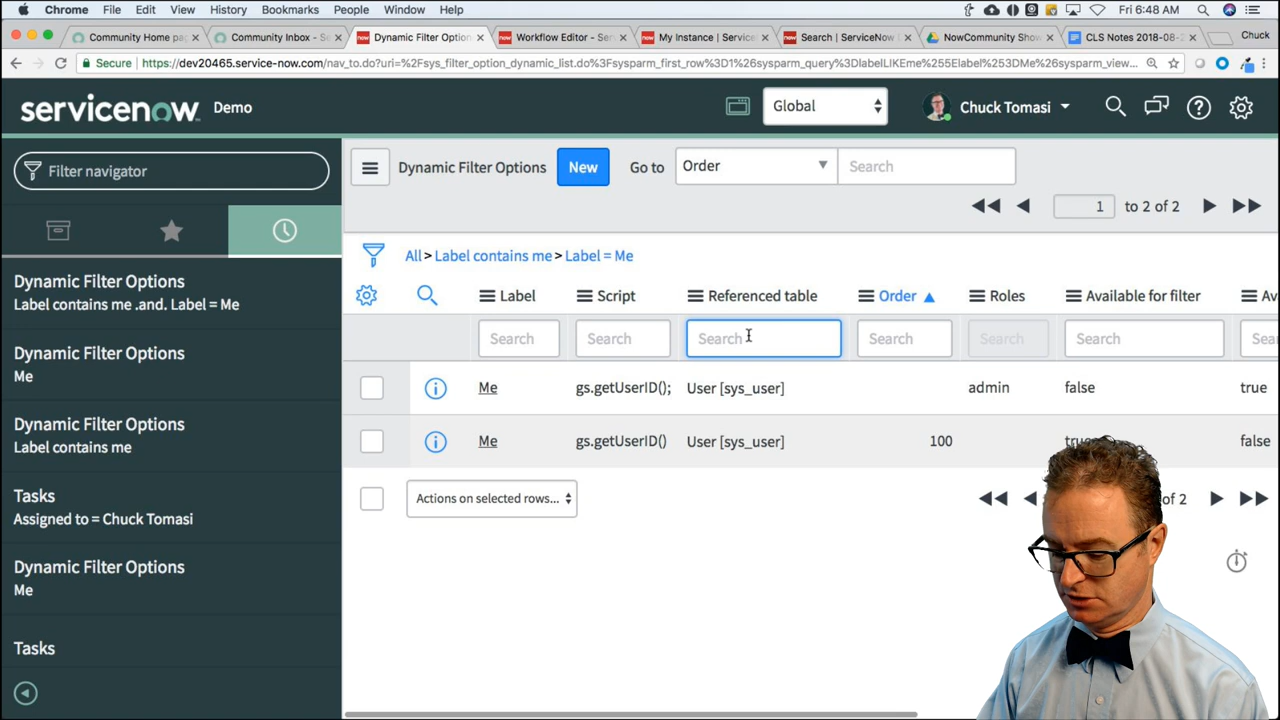 Chrome File Edit View History Bookmarks People Window Help Fri 6:48 AM
Community Home pag Community Inbox - Se Dynamic Filter Option Workflow Editor - Serv My Instance | Service Search | ServiceNow D NowCommunity Show CLS Notes 2018-08-2 Chuck
Secure https://dev20465.service-now.com/nav_to.do?uri=%2Fsys_filter_option_dynamic_list.do%3Fsysparm_first_row%3D1%26sysparm_query%3DlabelLIKEme%255Elabel%253DMe%26sysparm_view...
servicenow Demo Global Chuck Tomasi
Filter navigator
Dynamic Filter Options New Go to Order Search
1 to 2 of 2
All > Label contains me > Label = Me
Label Script Referenced table Order Roles Available for filter Av
Search Search Search Search Search Search Sea
Me gs.getUserID(); User [sys_user] admin false true
Me gs.getUserID() User [sys_user] 100 true false
Actions on selected rows... of 2
Dynamic Filter Options
Label contains me .and. Label = Me
Dynamic Filter Options
Me
Dynamic Filter Options
Label contains me
Tasks
Assigned to = Chuck Tomasi
Dynamic Filter Options
Me
Tasks